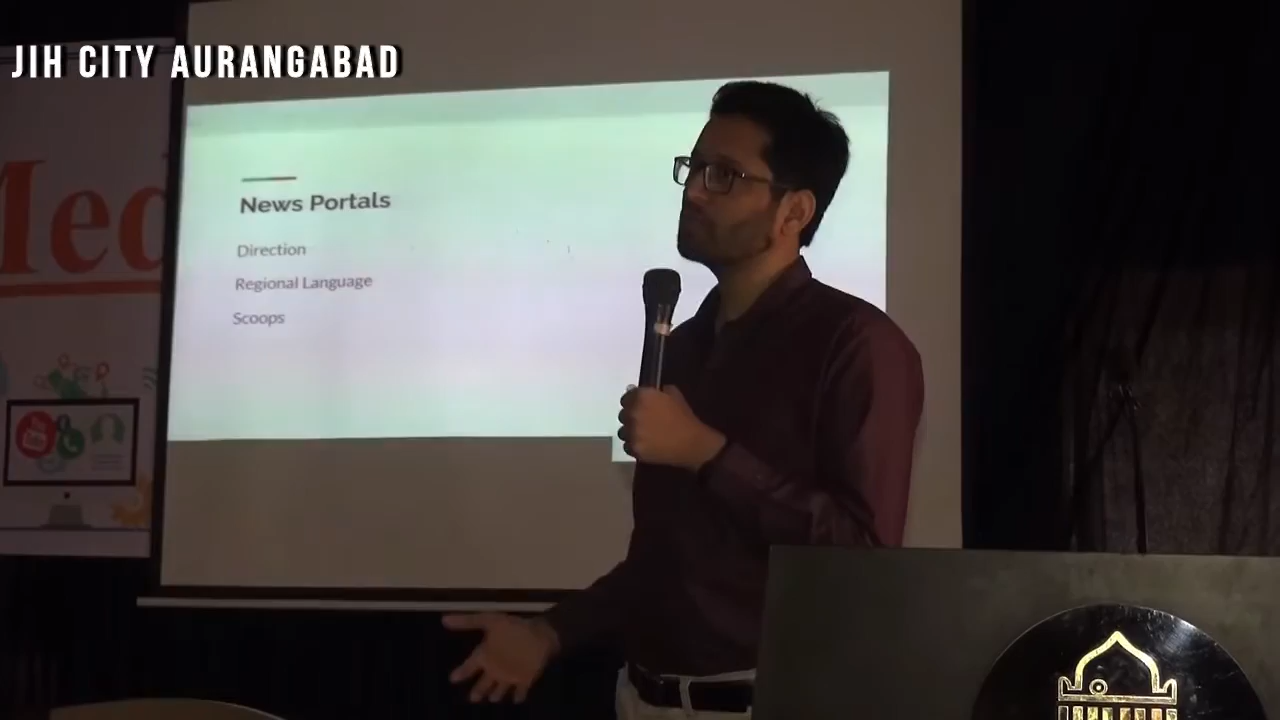 JIH CITY AURANGABAD
Med
News Portals
Direction
Regional Language
Scoops